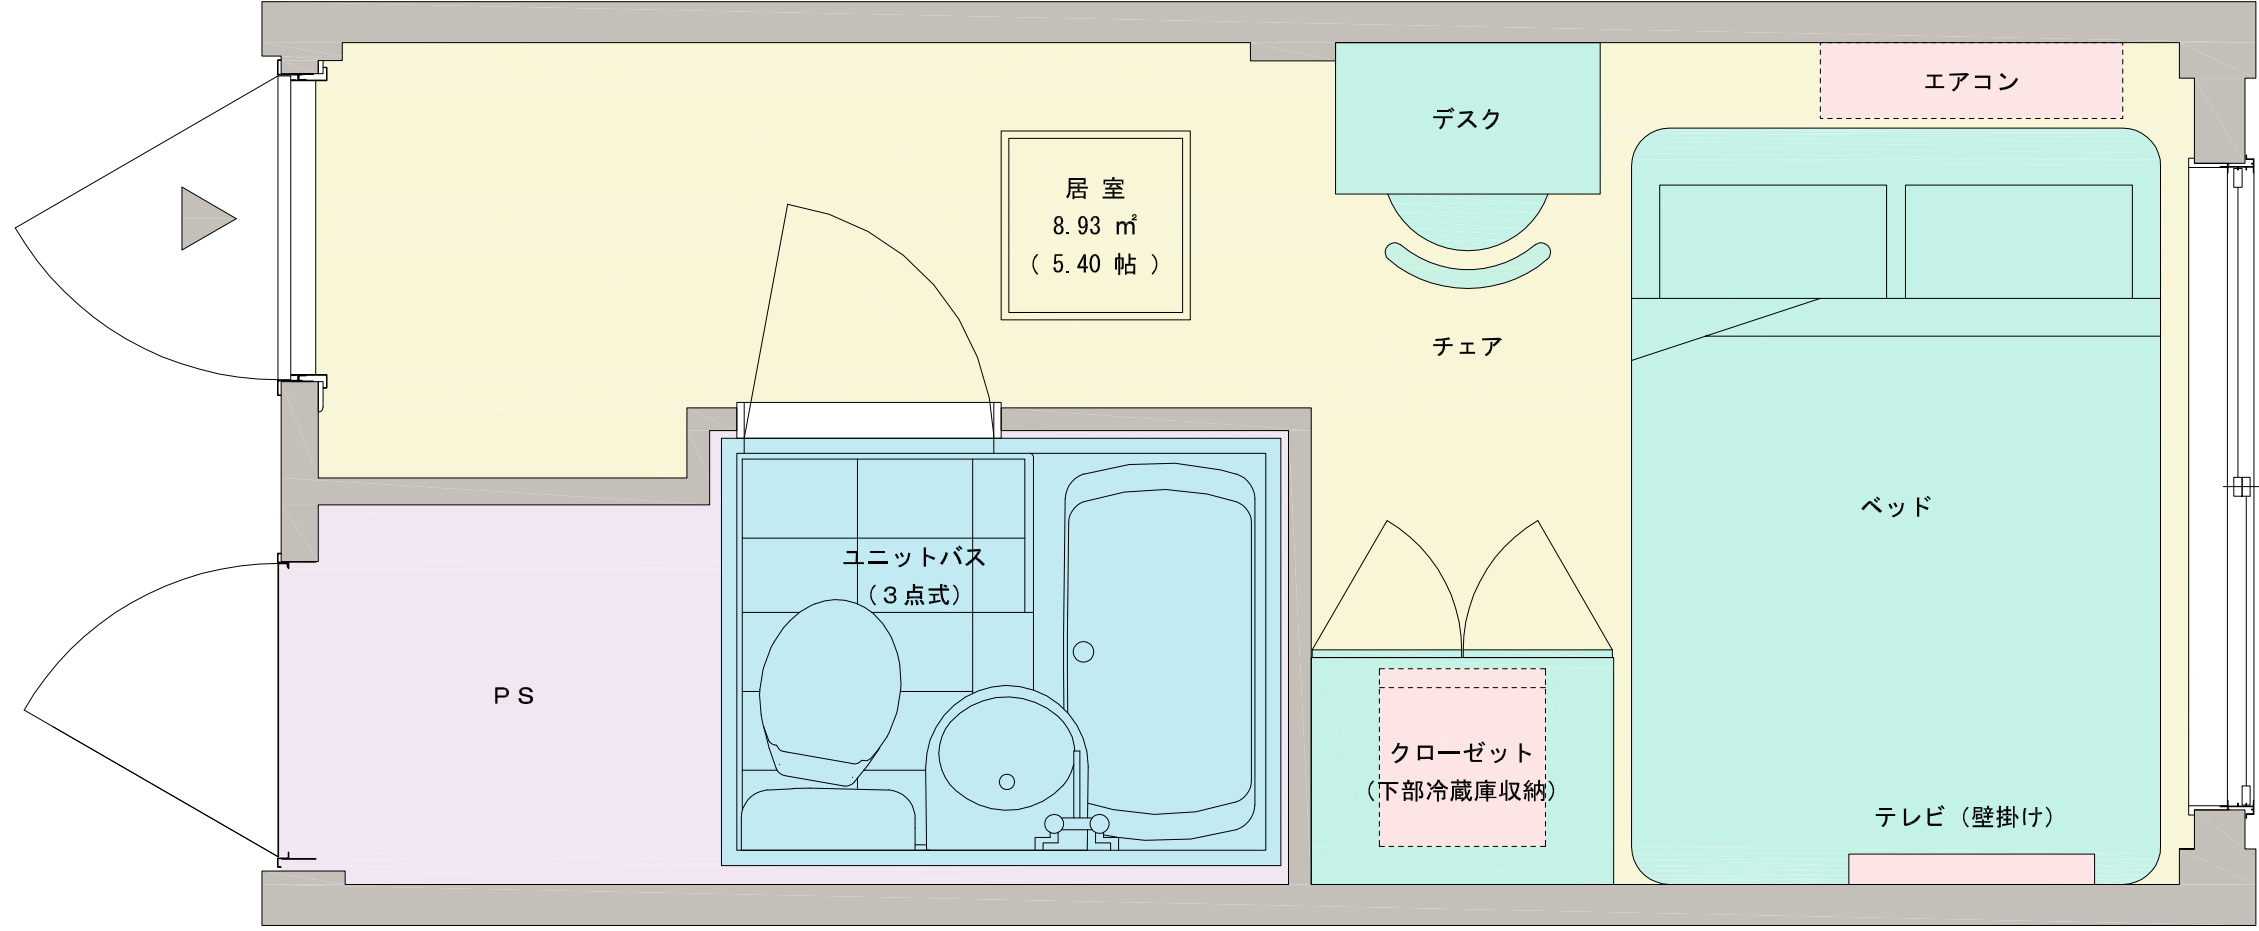 エアコン
デスク
居 室
8.93 ㎡
( 5.40 帖 )
チェア
ベッド
ユニットバス
(３点式)
ＰＳ
クローゼット
(下部冷蔵庫収納)
テレビ(壁掛け)